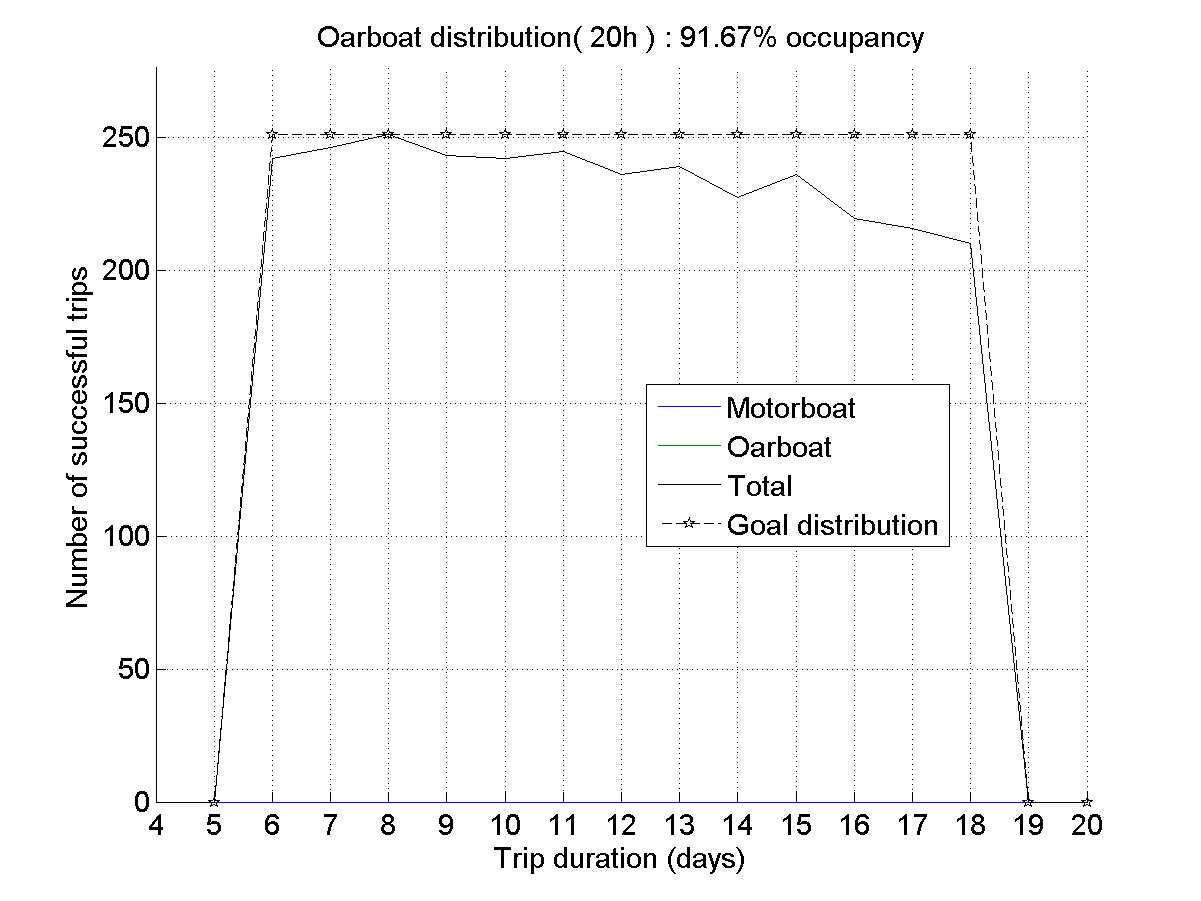 Oarboat distribution( 20h ) : 91.67% occupancy
Number of successful trips
250
200
150
100
50
0
Motorboat
Oarboat
Total
Goal distribution
4 5 6 7 8 9 10 11 12 13 14 15 16 17 18 19 20
Trip duration (days)